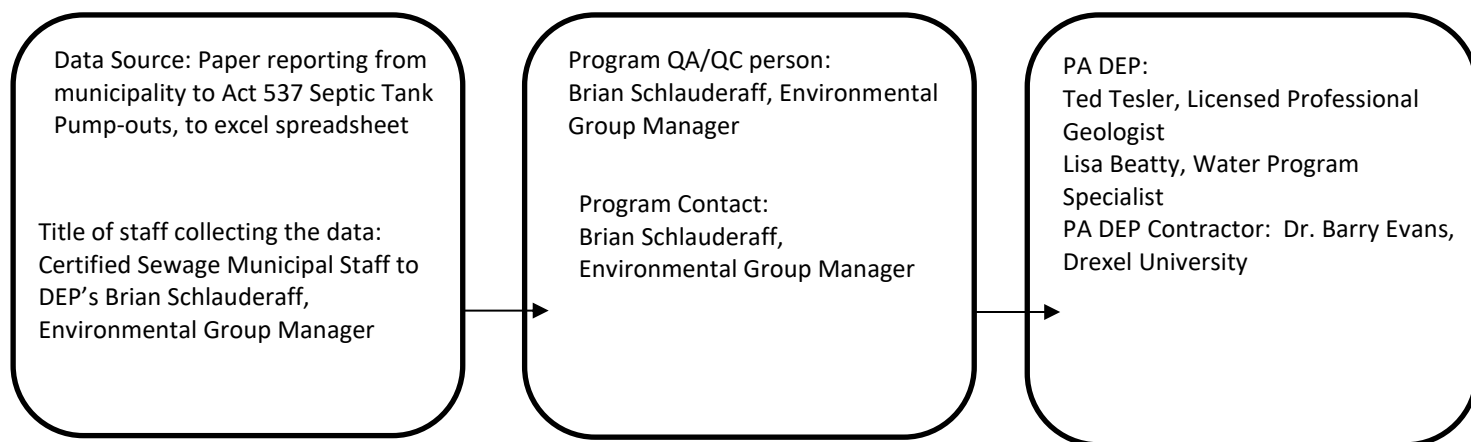 Data Source: Paper reporting from
municipality to Act 537 Septic Tank
Pump-outs, to excel spreadsheet
Title of staff collecting the data:
Certified Sewage Municipal Staff to
DEP’s Brian Schlauderaff,
Environmental Group Manager
Program QA/QC person:
Brian Schlauderaff, Environmental
Group Manager
Program Contact:
Brian Schlauderaff,
Environmental Group Manager
PA DEP:
Ted Tesler, Licensed Professional
Geologist
Lisa Beatty, Water Program
Specialist
PA DEP Contractor:  Dr. Barry Evans,
Drexel University